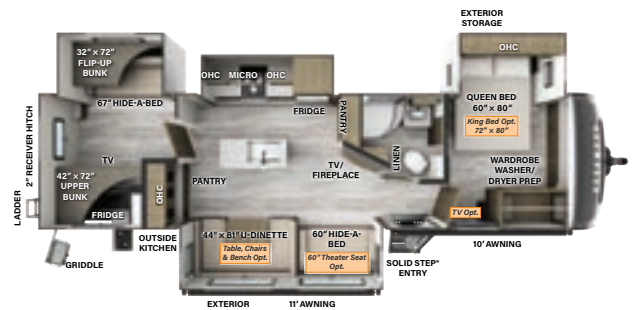 EXTERIOR
STORAGE
OHC
32" x 72"
FLIP-UP
BUNK
OHC
MICRO
OHC
67" HIDE-A-BED
FRIDGE
PANTRY
QUEEN BED
60" x 80"
King Bed Opt.
72" x 80"
2" RECEIVER HITCH
TV
42" x 72"
UPPER
BUNK
OHC
PANTRY
TV/
FIREPLACE
LINEN
WARDROBE
WASHER/
DRYER PREP
LADDER
FRIDGE
TV Opt.
OUTSIDE
KITCHEN
44" x 81" U-DINETTE
Table, Chairs
& Bench Opt.
60" HIDE-A-
BED
60" Theater Seat
Opt.
10' AWNING
GRIDDLE
SOLID STEP®
ENTRY
EXTERIOR
11' AWNING